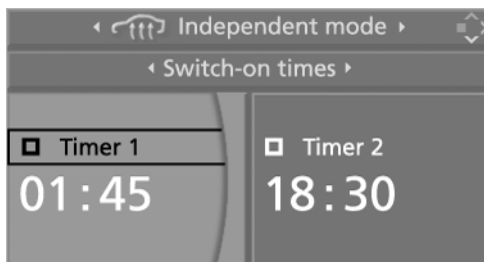 Independent mode
Switch-on times
Timer 1
01:45
Timer 2
18:30